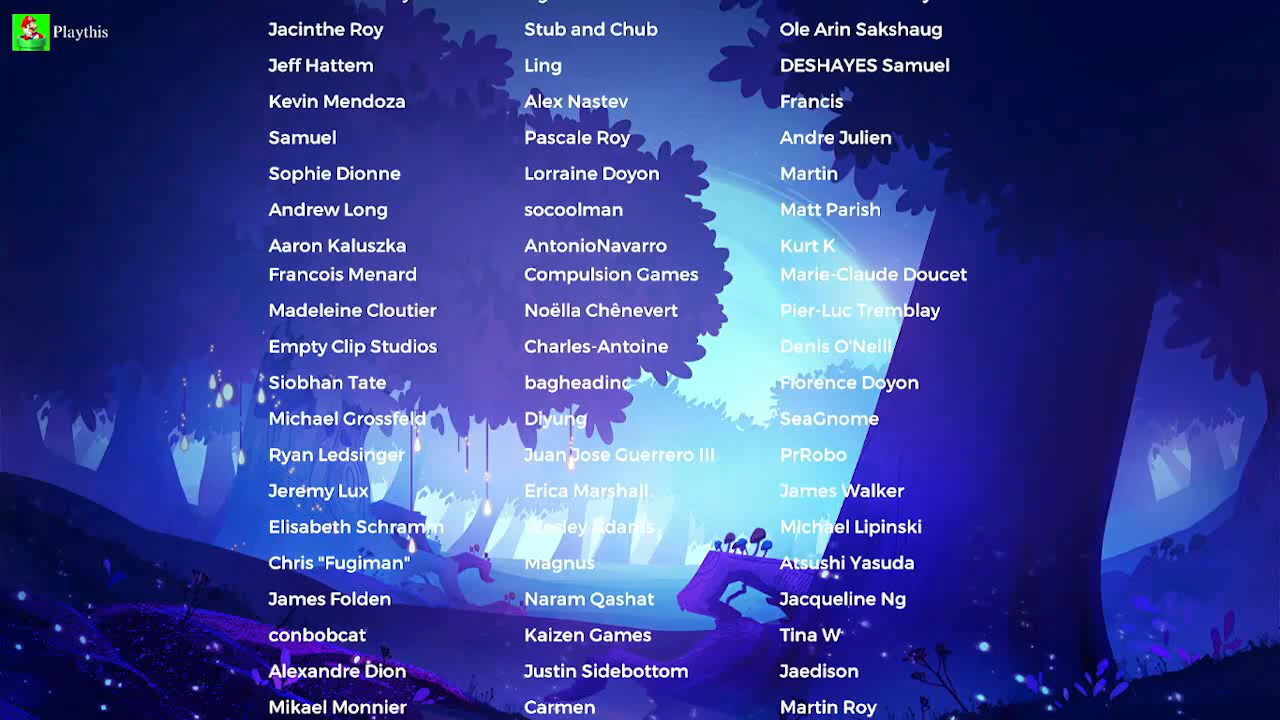 Playthis
Jacinthe Roy Stub and Chub Ole Arin Sakshaug
Jeff Hattem Ling DESHAYES Samuel
Kevin Mendoza Alex Nastev Francis
Samuel Pascale Roy Andre Julien
Sophie Dionne Lorraine Doyon Martin
Andrew Long socoolman Matt Parish
Aaron Kaluszka AntonioNavarro Kurt K
Francois Menard Compulsion Games Marie-Claude Doucet
Madeleine Cloutier Noëlla Chênevert Pier-Luc Tremblay
Empty Clip Studios Charles-Antoine Denis O'Neill
Siobhan Tate bagheadinc Florence Doyon
Michael Grossfeld Dlyung SeaGnome
Ryan Ledsinger Juan Jose Guerrero III PrRobo
Jeremy Lux Erica Marshall James Walker
Elisabeth Schramm Adams Michael Lipinski
Chris "Fugiman" Magnus Atsushi Yasuda
James Folden Naram Qashat Jacqueline Ng
conbobcat Kaizen Games Tina W
Alexandre Dion Justin Sidebottom Jaedison
Mikael Monnier Carmen Martin Roy